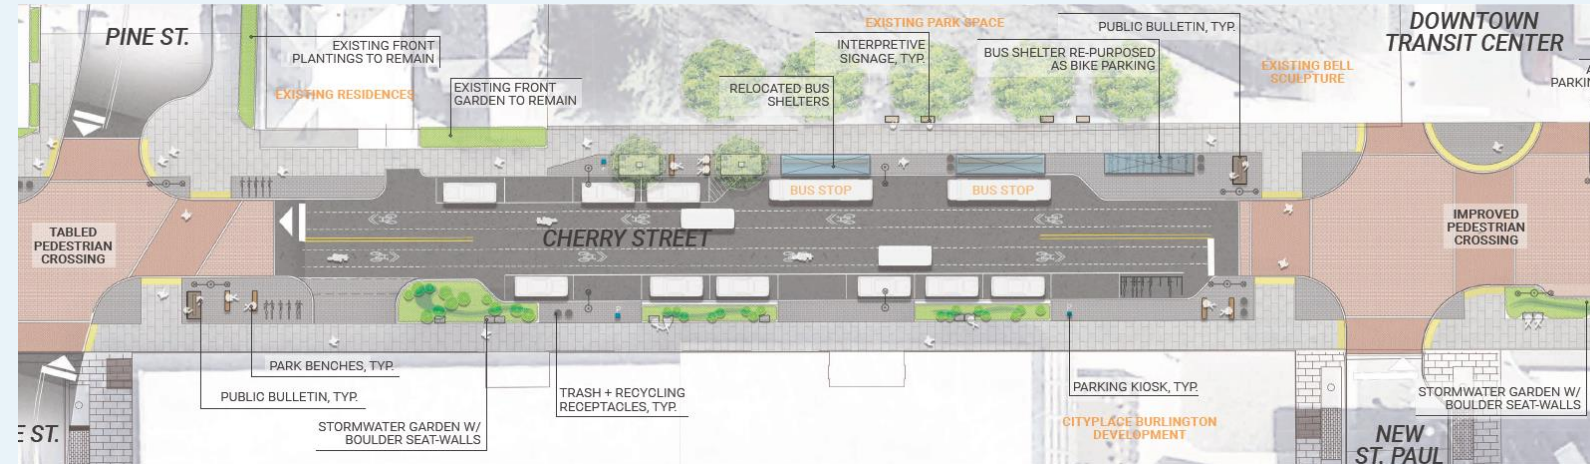 PINE ST.
EXISTING FRONT
PLANTINGS TO REMAIN
EXISTING RESIDENCES
EXISTING FRONT
GARDEN TO REMAIN
RELOCATED BUS
SHELTERS
EXISTING PARK SPACE
INTERPRETIVE
SIGNAGE, TYP.
BUS SHELTER RE-PURPOSED
AS BIKE PARKING
PUBLIC BULLETIN, TYP.
EXISTING BELL
SCULPTURE
DOWNTOWN
TRANSIT CENTER
BUS STOP
BUS STOP
TABLED
PEDESTRIAN
CROSSING
CHERRY STREET
IMPROVED
PEDESTRIAN
CROSSING
PARK BENCHES, TYP.
PUBLIC BULLETIN, TYP.
STORMWATER GARDEN W/
BOULDER SEAT-WALLS
TRASH + RECYCLING
RECEPTACLES, TYP.
PARKING KIOSK, TYP.
CITYPLACE BURLINGTON
DEVELOPMENT
STORMWATER GARDEN W/
BOULDER SEAT-WALLS
NEW
ST. PAUL
E ST.